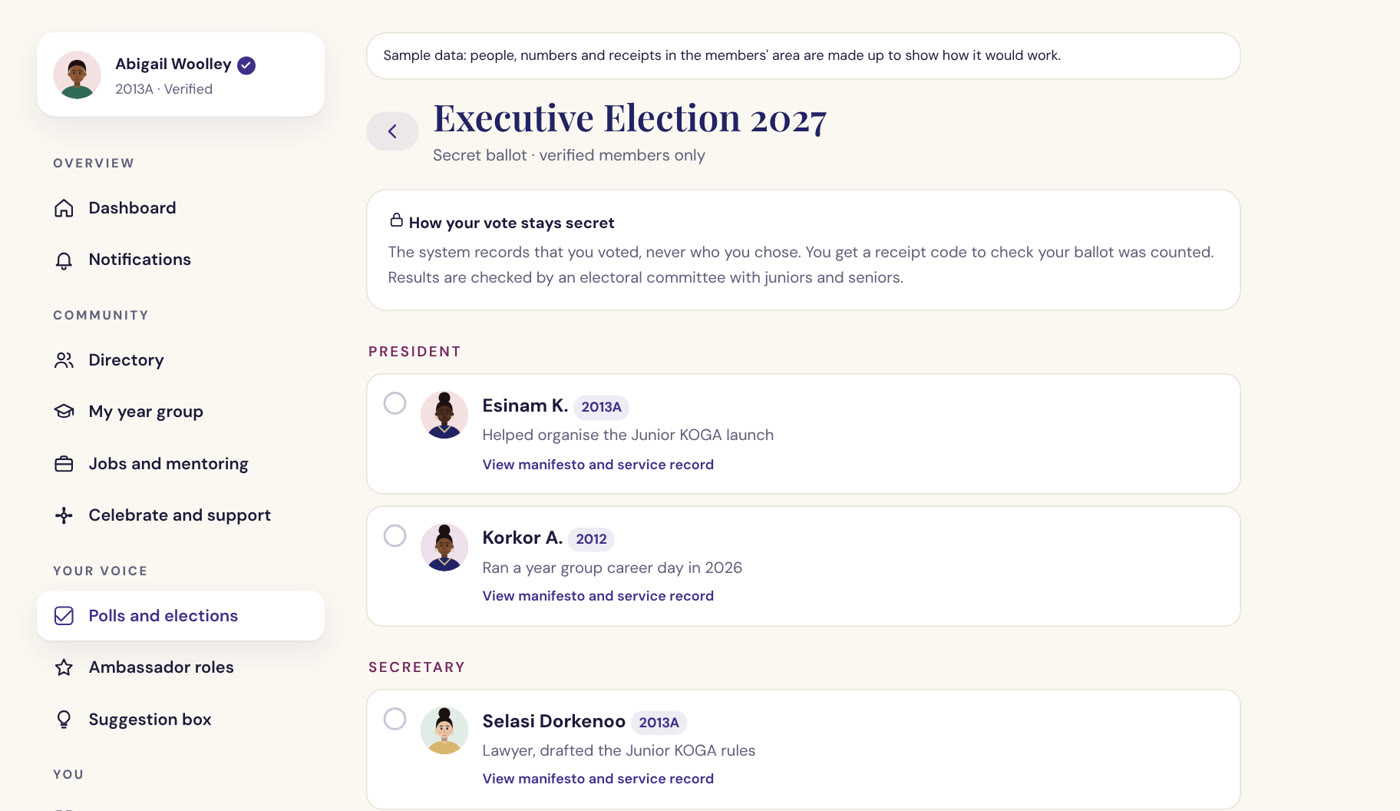 Abigail Woolley
2013A · Verified
OVERVIEW
Dashboard
Notifications
COMMUNITY
Directory
My year group
Jobs and mentoring
Celebrate and support
YOUR VOICE
Polls and elections
Ambassador roles
Suggestion box
YOU
Sample data: people, numbers and receipts in the members' area are made up to show how it would work.
Executive Election 2027
Secret ballot · verified members only
How your vote stays secret
The system records that you voted, never who you chose. You get a receipt code to check your ballot was counted.
Results are checked by an electoral committee with juniors and seniors.
PRESIDENT
Esinam K. 2013A
Helped organise the Junior KOGA launch
View manifesto and service record
Korkor A. 2012
Ran a year group career day in 2026
View manifesto and service record
SECRETARY
Selasi Dorkenoo 2013A
Lawyer, drafted the Junior KOGA rules
View manifesto and service record